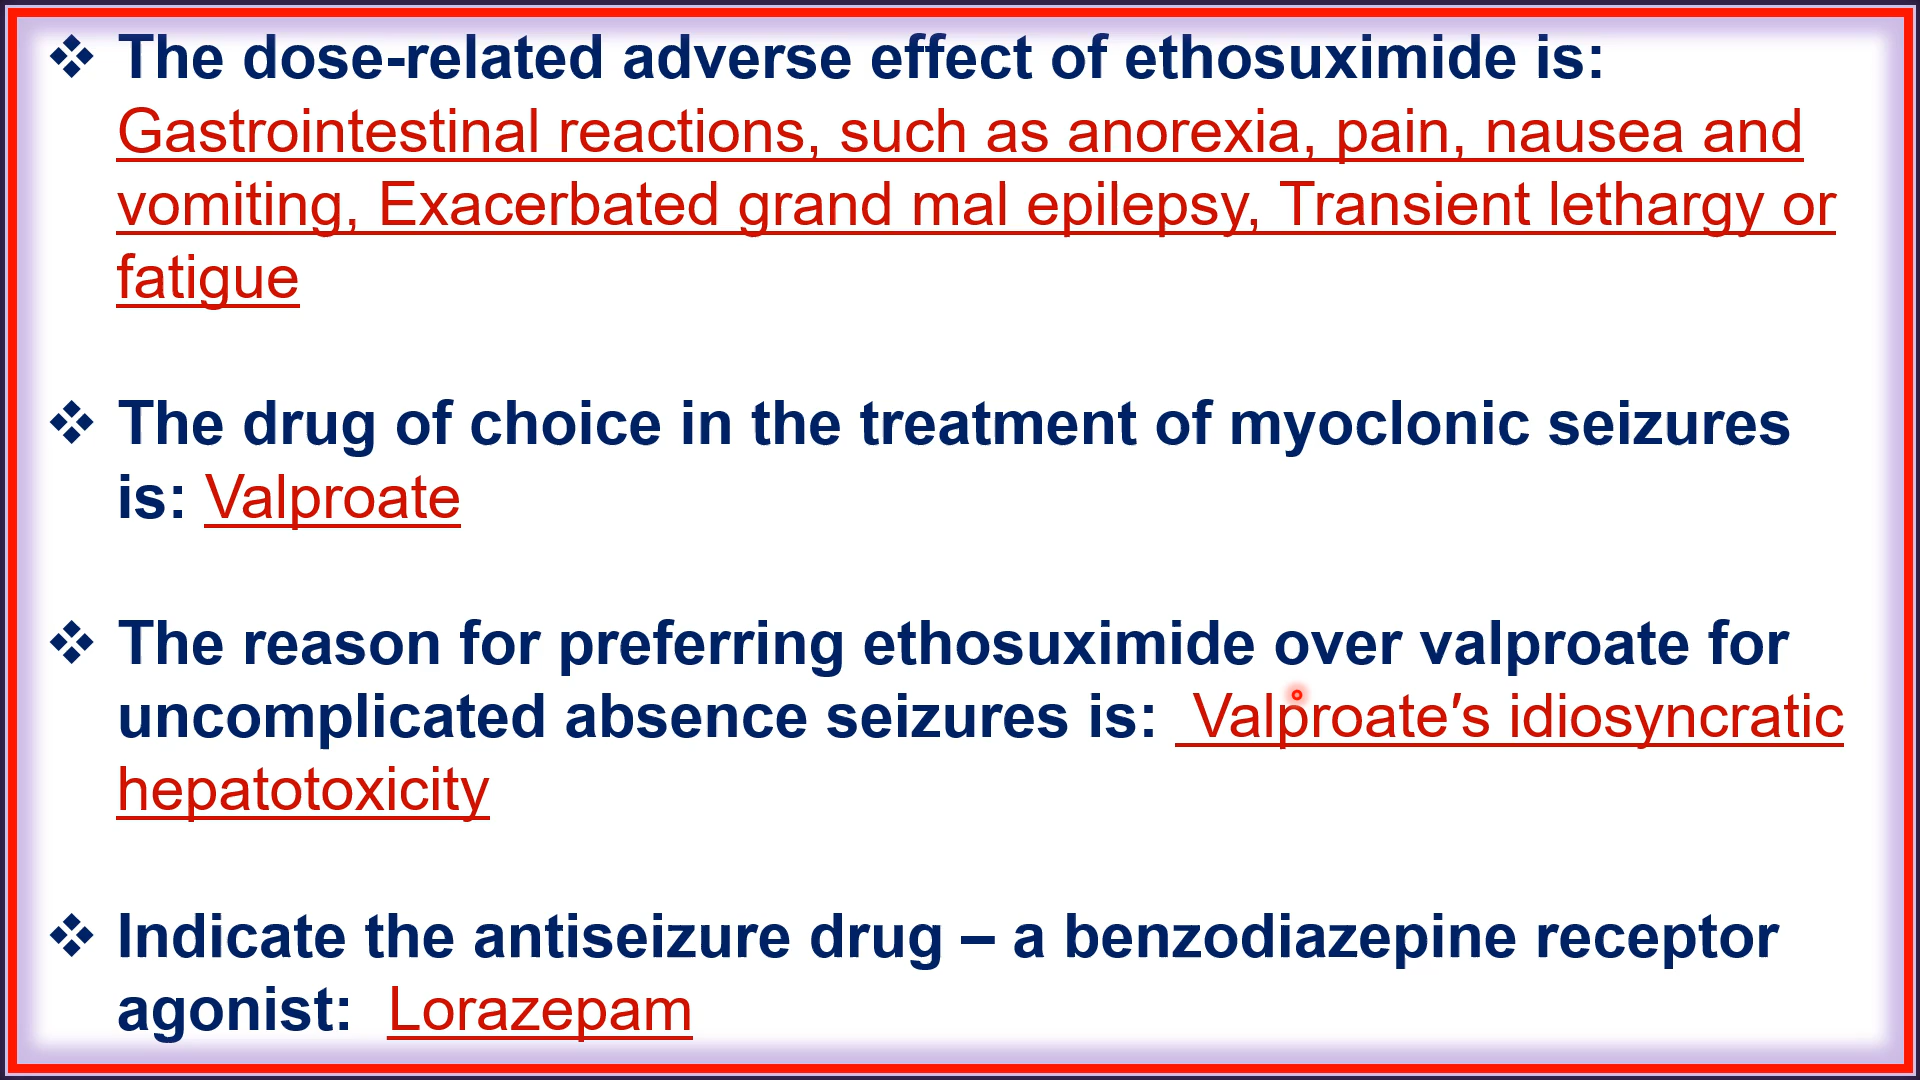 ❖ The dose-related adverse effect of ethosuximide is:
Gastrointestinal reactions, such as anorexia, pain, nausea and
vomiting, Exacerbated grand mal epilepsy, Transient lethargy or
fatigue
❖ The drug of choice in the treatment of myoclonic seizures
is: Valproate
❖ The reason for preferring ethosuximide over valproate for
uncomplicated absence seizures is: Valproate′s idiosyncratic
hepatotoxicity
❖ Indicate the antiseizure drug – a benzodiazepine receptor
agonist: Lorazepam